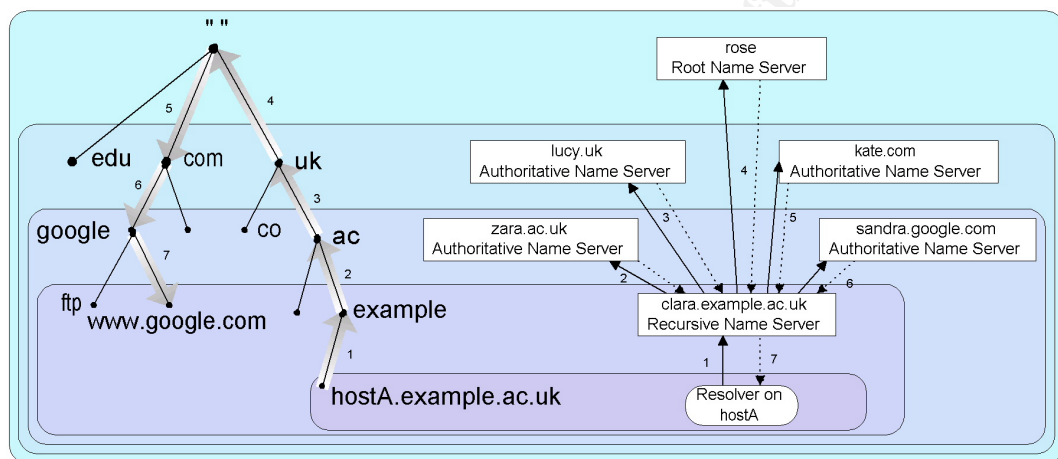 " "
5
4
edu
com
uk
6
3
google
co
ac
7
2
ftp
www.google.com
example
1
hostA.example.ac.uk
rose
Root Name Server
lucy.uk
Authoritative Name Server
kate.com
Authoritative Name Server
4
3
5
zara.ac.uk
Authoritative Name Server
sandra.google.com
Authoritative Name Server
2
6
clara.example.ac.uk
Recursive Name Server
1
7
Resolver on
hostA